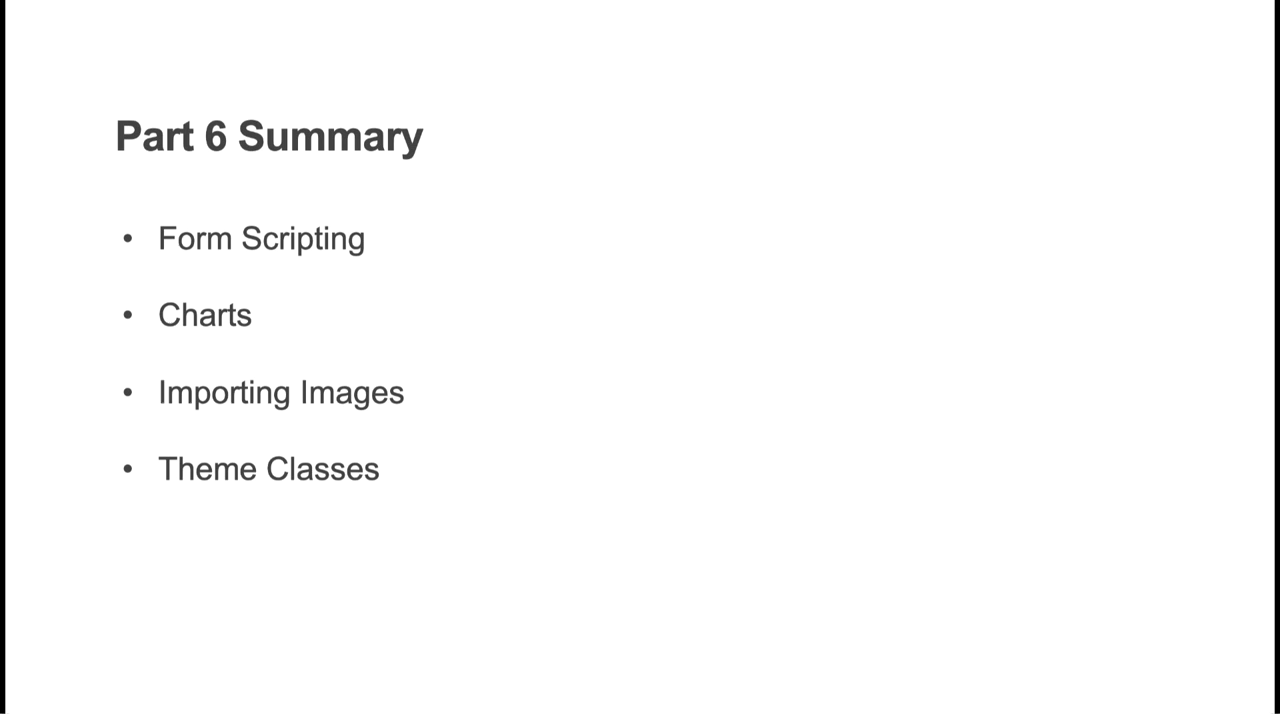 Part 6 Summary
• Form Scripting
• Charts
• Importing Images
• Theme Classes